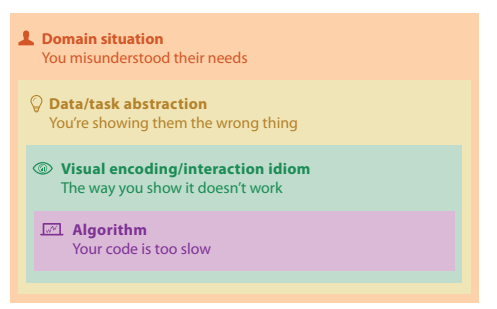 Domain situation
You misunderstood their needs
Data/task abstraction
You're showing them the wrong thing
Visual encoding/interaction idiom
The way you show it doesn't work
Algorithm
Your code is too slow